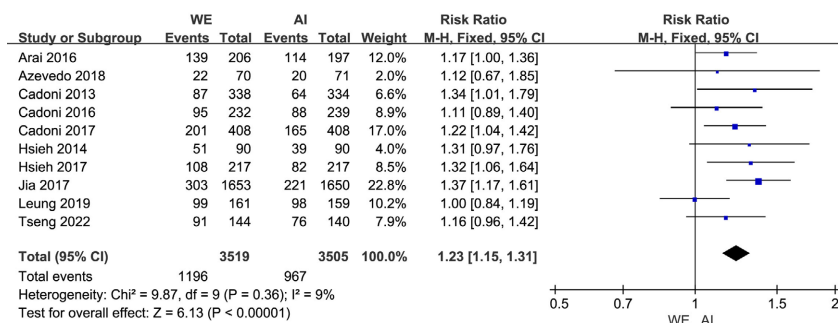 WE AI Risk Ratio Risk Ratio
Study or Subgroup Events Total Events Total Weight M-H, Fixed, 95% CI M-H, Fixed, 95% CI
Arai 2016 139 206 114 197 12.0% 1.17 [1.00, 1.36]
Azevedo 2018 22 70 20 71 2.1% 1.12 [0.67, 1.85]
Cadoni 2013 87 338 64 334 6.6% 1.34 [1.01, 1.79]
Cadoni 2016 95 232 88 239 8.9% 1.11 [0.89, 1.40]
Cadoni 2017 201 408 165 408 17.0% 1.22 [1.04, 1.42]
Hsieh 2014 51 90 39 90 4.0% 1.31 [0.97, 1.76]
Hsieh 2017 108 217 82 217 8.5% 1.32 [1.06, 1.64]
Jia 2017 303 1653 221 1650 22.8% 1.37 [1.17, 1.61]
Leung 2019 99 161 98 159 10.2% 1.00 [0.84, 1.19]
Tseng 2022 91 144 76 140 7.9% 1.16 [0.96, 1.42]
Total (95% CI) 3519 3505 100.0% 1.23 [1.15, 1.31]
Total events 1196 967
Heterogeneity: Chi² = 9.87, df = 9 (P = 0.36); I² = 9%
Test for overall effect: Z = 6.13 (P < 0.00001)
0.5 0.7 1 1.5 2
WE AI